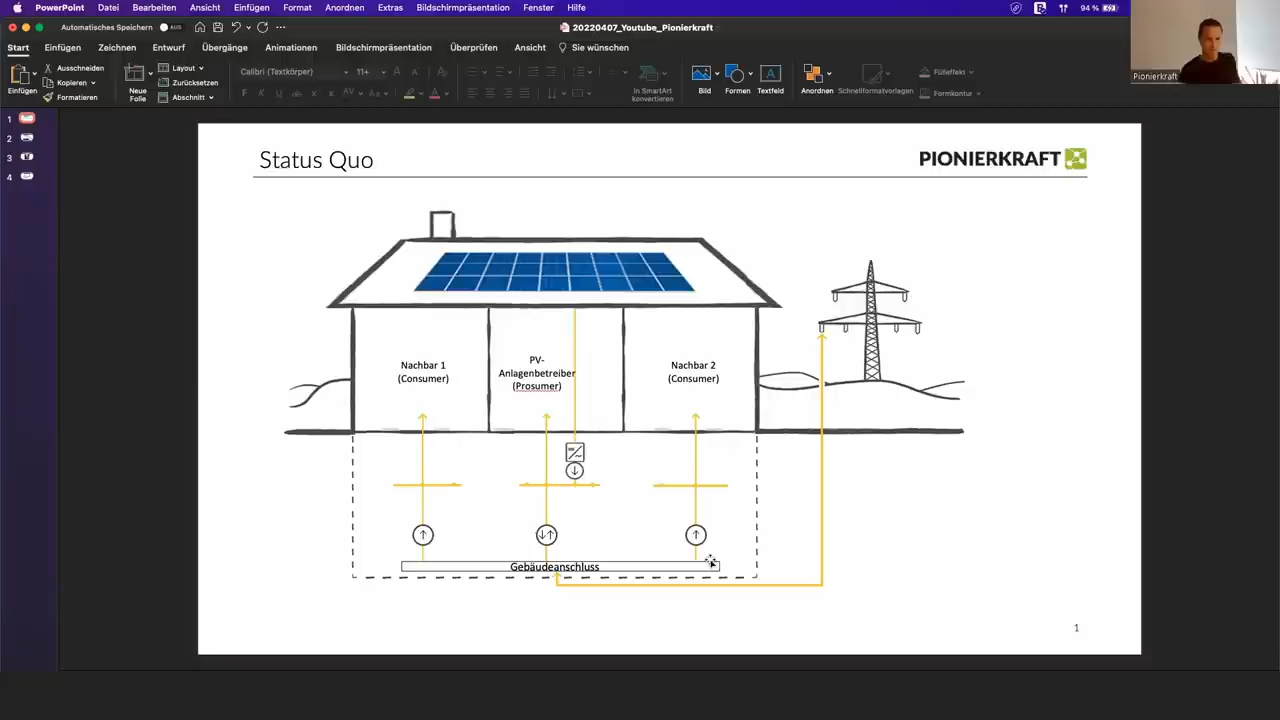 PowerPoint Datei Bearbeiten Ansicht Einfügen Format Anordnen Extras Bildschirmpräsentation Fenster Hilfe 94 %
Automatisches Speichern AUS
20220407_Youtube_Pionierkraft
Start Einfügen Zeichnen Entwurf Übergänge Animationen Bildschirmpräsentation Überprüfen Ansicht Sie wünschen
Einfügen
Ausschneiden
Kopieren
Formatieren
Neue
Folie
Layout
Zurücksetzen
Abschnitt
Calibri (Textkörper) 11+
In SmartArt
konvertieren
Bild
Formen
Textfeld
Anordnen
Schnellformatvorlagen
Fülleffekt
Formkontur
Pionierkraft
1
2
3
4
Status Quo
PIONIERKRAFT
Nachbar 1
(Consumer)
PV-
Anlagenbetreiber
(Prosumer)
Nachbar 2
(Consumer)
Gebäudeanschluss
1